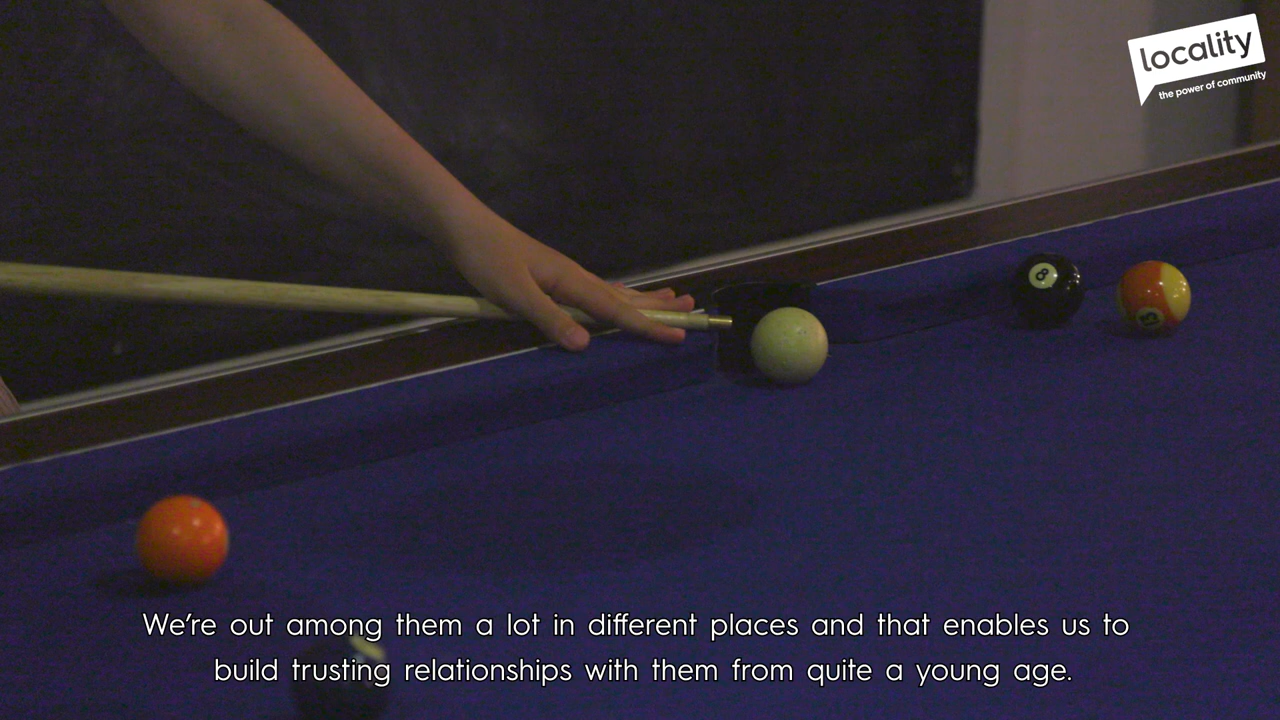 locality
the power of community
8
13
We're out among them a lot in different places and that enables us to
build trusting relationships with them from quite a young age.